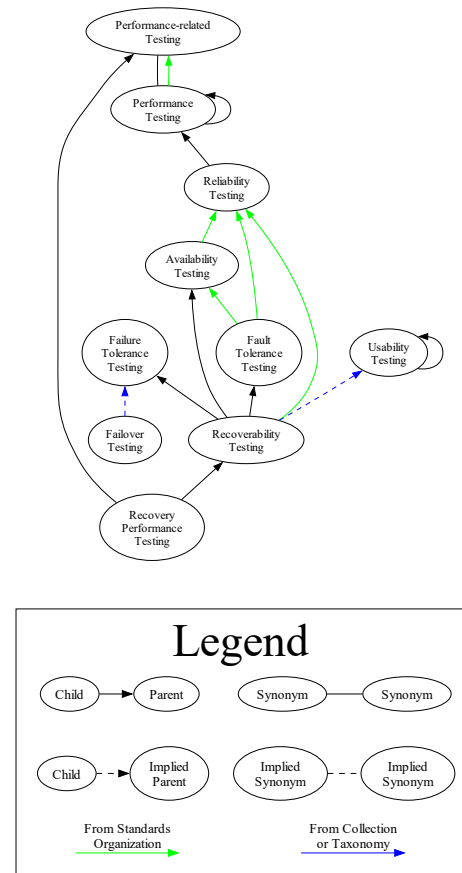 Performance-related
Testing
Performance
Testing
Reliability
Testing
Availability
Testing
Failure
Tolerance
Testing
Fault
Tolerance
Testing
Usability
Testing
Failover
Testing
Recoverability
Testing
Recovery
Performance
Testing
Legend
Child
Parent
Synonym
Synonym
Child
Implied
Parent
Implied
Synonym
Implied
Synonym
From Standards
Organization
From Collection
or Taxonomy